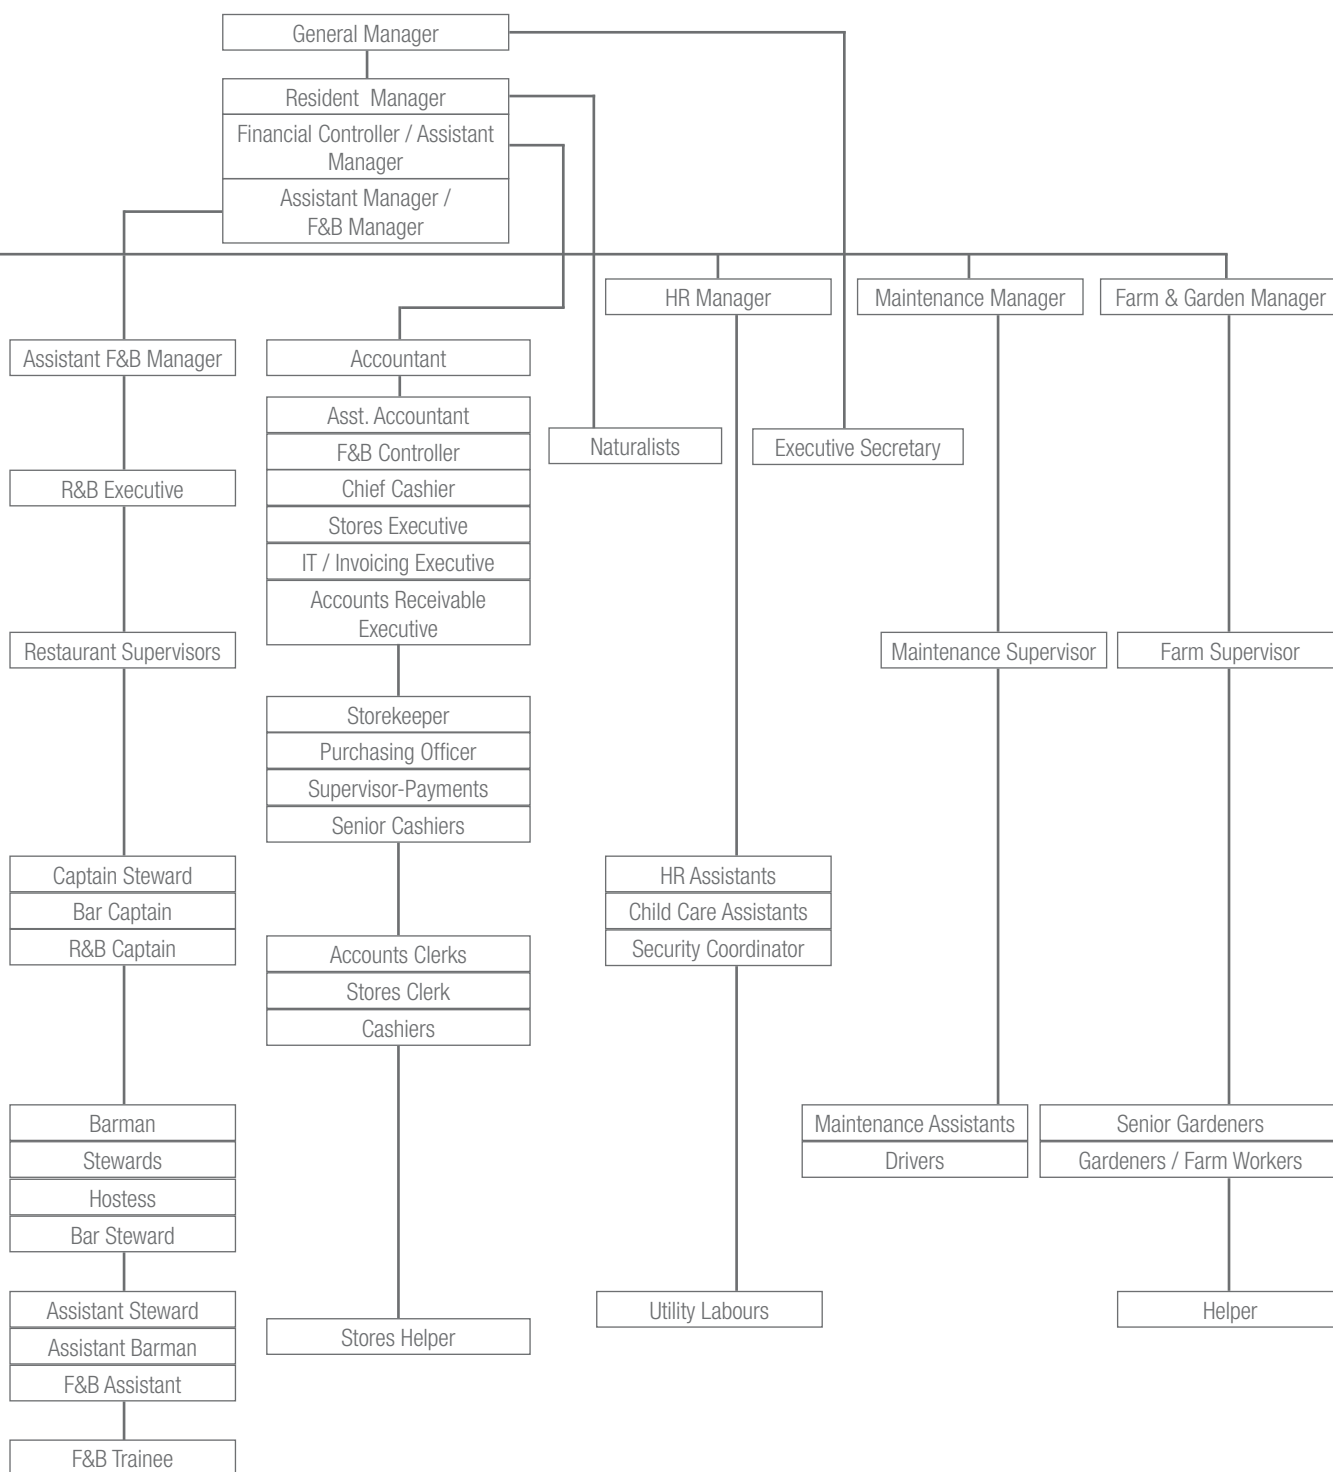 General Manager
Resident Manager
Financial Controller / Assistant
Manager
Assistant Manager /
F&B Manager
HR Manager
Maintenance Manager
Farm & Garden Manager
Assistant F&B Manager
Accountant
Asst. Accountant
F&B Controller
Chief Cashier
Stores Executive
IT / Invoicing Executive
Accounts Receivable
Executive
Naturalists
Executive Secretary
R&B Executive
Restaurant Supervisors
Maintenance Supervisor
Farm Supervisor
Storekeeper
Purchasing Officer
Supervisor-Payments
Senior Cashiers
Captain Steward
Bar Captain
R&B Captain
HR Assistants
Child Care Assistants
Security Coordinator
Accounts Clerks
Stores Clerk
Cashiers
Barman
Stewards
Hostess
Bar Steward
Maintenance Assistants
Drivers
Senior Gardeners
Gardeners / Farm Workers
Assistant Steward
Assistant Barman
F&B Assistant
Stores Helper
Utility Labours
Helper
F&B Trainee